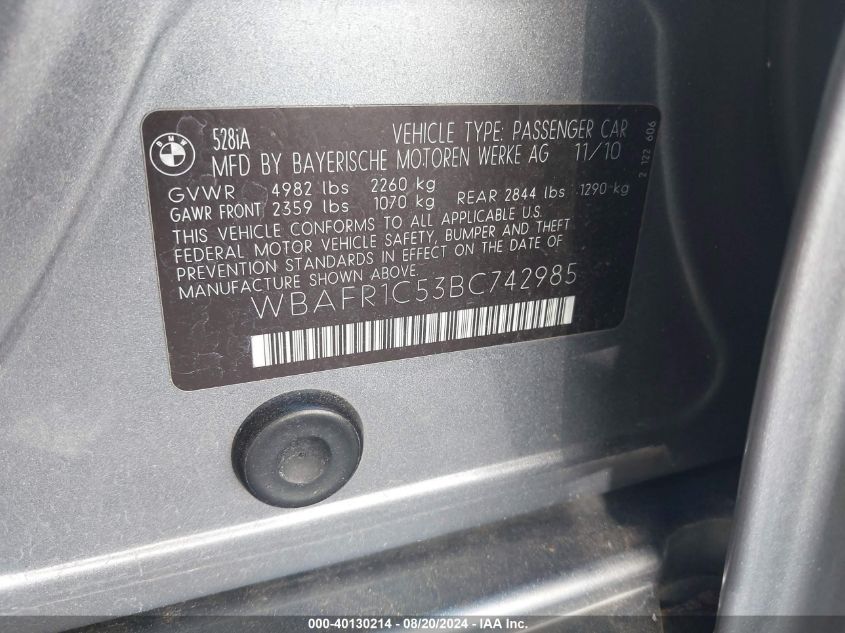 BMW
528iA VEHICLE TYPE: PASSENGER CAR
MFD BY BAYERISCHE MOTOREN WERKE AG 11/10
GVWR 4982 lbs 2260 kg
GAWR FRONT 2359 lbs 1070 kg REAR 2844 lbs 1290 kg
THIS VEHICLE CONFORMS TO ALL APPLICABLE U.S.
FEDERAL MOTOR VEHICLE SAFETY, BUMPER AND THEFT
PREVENTION STANDARDS IN EFFECT ON THE DATE OF
MANUFACTURE SHOWN ABOVE.
WBAFR1C53BC742985
2 122 606
000-40130214 - 08/20/2024 - COPYRIGHT IAA, INC.